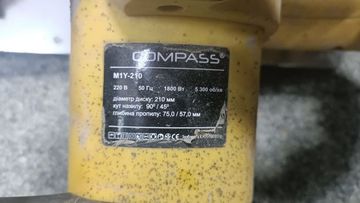 COMPASS®
M1Y-210
220 В 50 Гц 1800 Вт 5 300 об/хв
діаметр диску: 210 мм
кут нахилу: 90° / 45°
глибина пропилу: 75,0 / 57,0 мм